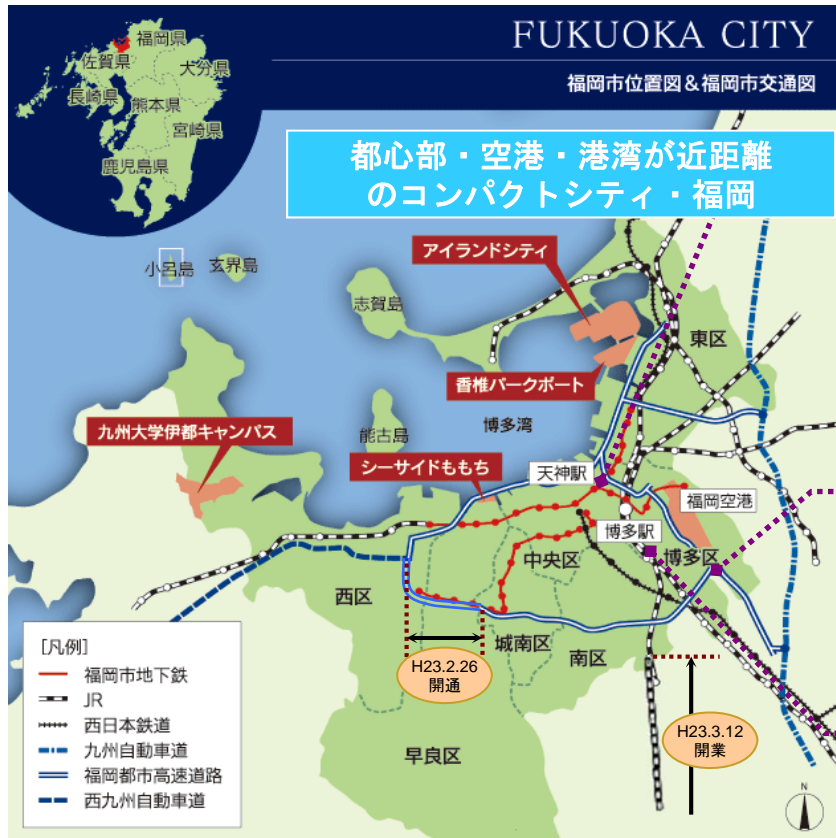 FUKUOKA CITY
福岡市位置図＆福岡市交通図
福岡県
佐賀県
大分県
長崎県
熊本県
宮崎県
鹿児島県
都心部・空港・港湾が近距離
のコンパクトシティ・福岡
アイランドシティ
小呂島
玄界島
志賀島
東区
香椎パークポート
九州大学伊都キャンパス
能古島
博多湾
シーサイドももち
天神駅
福岡空港
博多駅
中央区
博多区
西区
城南区
南区
H23.2.26
開通
H23.3.12
開業
早良区
［凡例］
福岡市地下鉄
JR
西日本鉄道
九州自動車道
福岡都市高速道路
西九州自動車道
N